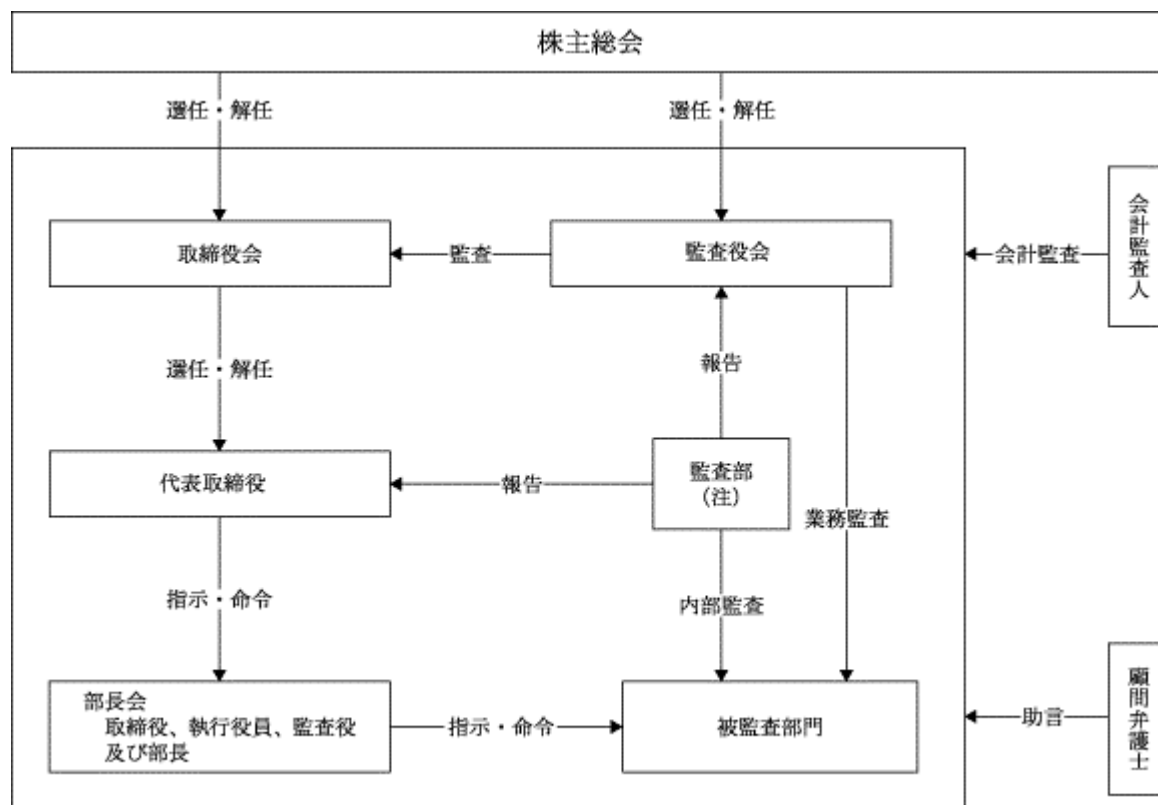 株主総会
選任・解任
選任・解任
取締役会
監査
監査役会
会計監査
会計監査人
選任・解任
報告
代表取締役
報告
監査部
（注）
業務監査
指示・命令
内部監査
部長会
取締役、執行役員、監査役
及び部長
指示・命令
被監査部門
助言
顧問弁護士